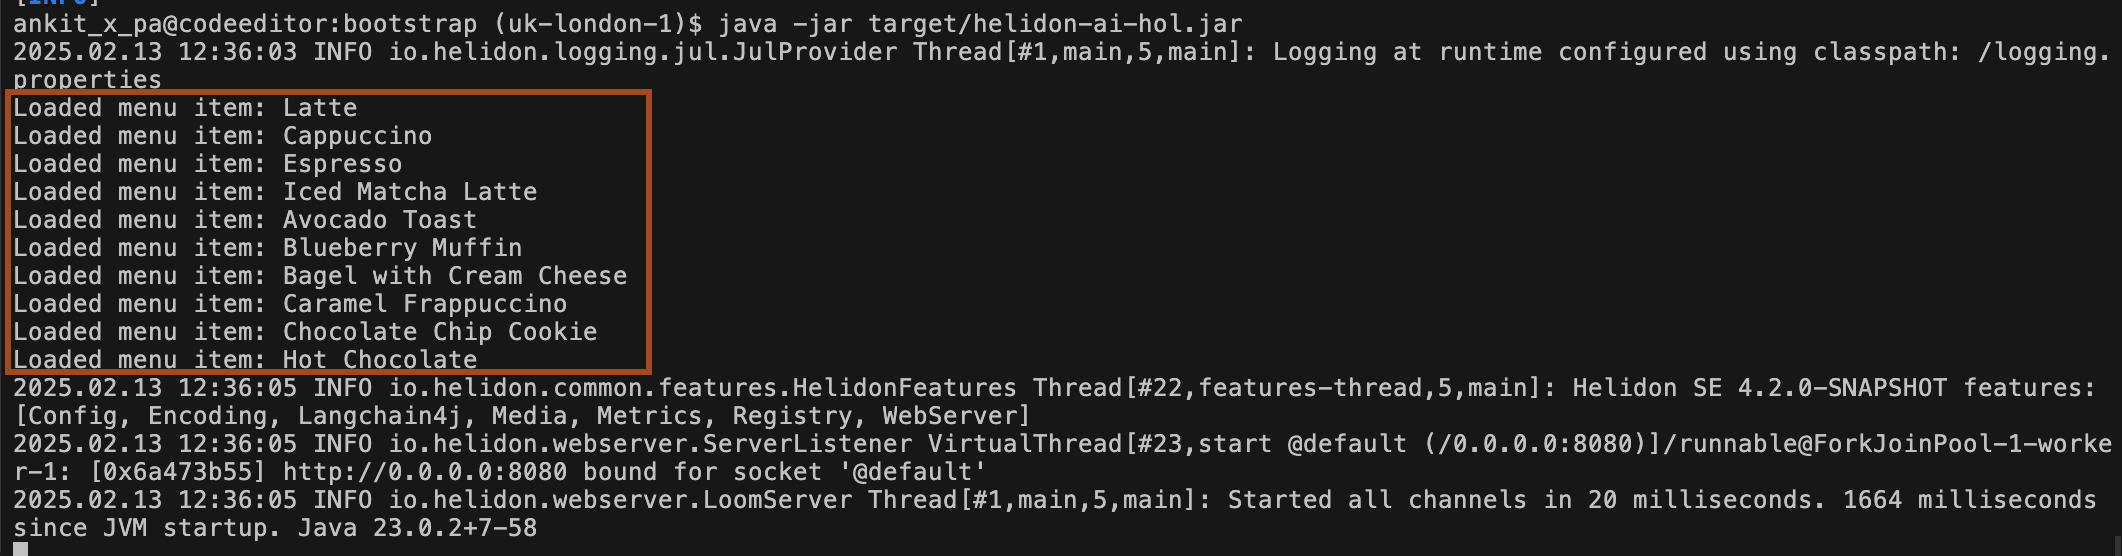 [INFO]
ankit_x_pa@codeeditor:bootstrap (uk-london-1)$ java -jar target/helidon-ai-hol.jar
2025.02.13 12:36:03 INFO io.helidon.logging.jul.JulProvider Thread[#1,main,5,main]: Logging at runtime configured using classpath: /logging.
properties
Loaded menu item: Latte
Loaded menu item: Cappuccino
Loaded menu item: Espresso
Loaded menu item: Iced Matcha Latte
Loaded menu item: Avocado Toast
Loaded menu item: Blueberry Muffin
Loaded menu item: Bagel with Cream Cheese
Loaded menu item: Caramel Frappuccino
Loaded menu item: Chocolate Chip Cookie
Loaded menu item: Hot Chocolate
2025.02.13 12:36:05 INFO io.helidon.common.features.HelidonFeatures Thread[#22,features-thread,5,main]: Helidon SE 4.2.0-SNAPSHOT features:
[Config, Encoding, Langchain4j, Media, Metrics, Registry, WebServer]
2025.02.13 12:36:05 INFO io.helidon.webserver.ServerListener VirtualThread[#23,start @default (/0.0.0.0:8080)]/runnable@ForkJoinPool-1-worke
r-1: [0x6a473b55] http://0.0.0.0:8080 bound for socket '@default'
2025.02.13 12:36:05 INFO io.helidon.webserver.LoomServer Thread[#1,main,5,main]: Started all channels in 20 milliseconds. 1664 milliseconds
since JVM startup. Java 23.0.2+7-58